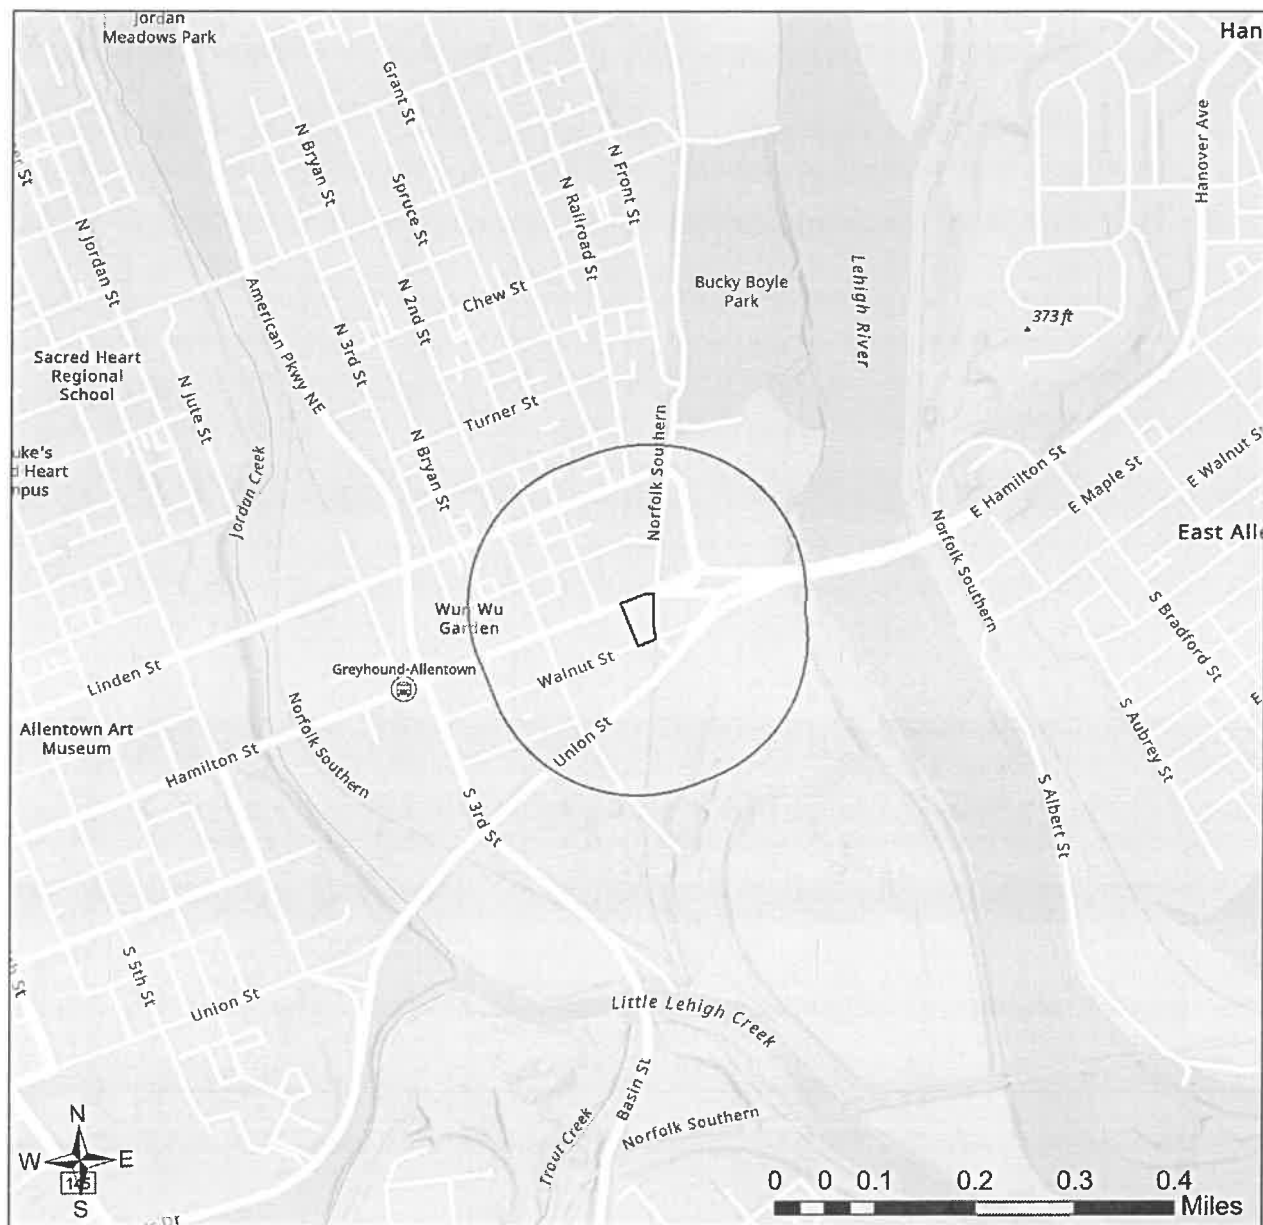 Jordan
Meadows Park
Han
Grant St
Hanover Ave
N Bryan St
N Front St
Spruce St
N Railroad St
N Jordan St
Lehigh River
Bucky Boyle
Park
American Pkwy NE
N 2nd St
Chew St
373 ft
N 3rd St
Sacred Heart
Regional
School
N Jute St
Turner St
Norfolk Southern
N Bryan St
uke's
d Heart
mpus
Jordan Creek
E Hamilton St
E Maple St
E Walnut St
Norfolk Southern
East Alle
Wun Wu
Garden
S Bradford St
Linden St
Greyhound-Allentown
Walnut St
Norfolk Southern
Allentown Art
Museum
Hamilton St
Union St
S Aubrey St
S 3rd St
S Albert St
S 5th St
th St
Union St
Little Lehigh Creek
Basin St
Trout Creek
Norfolk Southern
N
W E
145
S
0 0 0.1 0.2 0.3 0.4
Miles